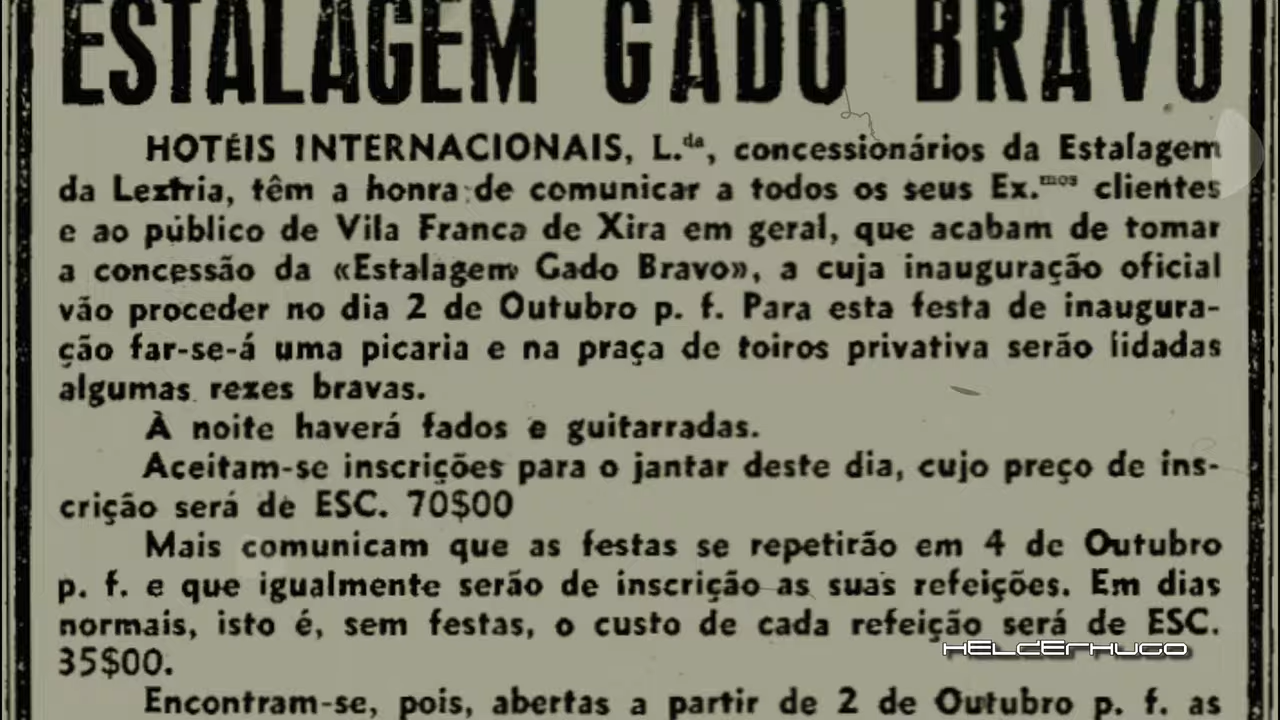 ESTALAGEM GADO BRAVO
HOTÉIS INTERNACIONAIS, L.da, concessionários da Estalagem
da Lezíria, têm a honra de comunicar a todos os seus Ex.mos clientes
e ao público de Vila Franca de Xira em geral, que acabam de tomar
a concessão da «Estalagem Gado Bravo», a cuja inauguração oficial
vão proceder no dia 2 de Outubro p. f. Para esta festa de inaugura-
ção far-se-á uma picaria e na praça de toiros privativa serão lidadas
algumas rezes bravas.
À noite haverá fados e guitarradas.
Aceitam-se inscrições para o jantar deste dia, cujo preço de ins-
crição será de ESC. 70$00
Mais comunicam que as festas se repetirão em 4 de Outubro
p. f. e que igualmente serão de inscrição as suas refeições. Em dias
normais, isto é, sem festas, o custo de cada refeição será de ESC.
35$00.
HELDERHUGO
Encontram-se, pois, abertas a partir de 2 de Outubro p. f. as